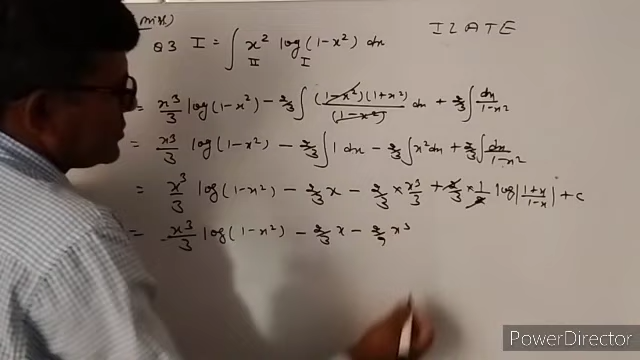 misc)
ILATE
Q3 I = ∫ x² log(1-x²) dx
II I
= x³/3 log(1-x²) - 2/3 ∫ (1-x²)(1+x²)/(1-x²) dx + 2/3 ∫ dx/1-x²
= x³/3 log(1-x²) - 2/3 ∫ 1 dx - 2/3 ∫ x² dx + 2/3 ∫ dx/1-x²
= x³/3 log(1-x²) - 2/3 x - 2/3 × x³/3 + 2/3 × 1/2 log|1+x/1-x| + c
= x³/3 log(1-x²) - 2/3 x - 2/9 x³
PowerDirector